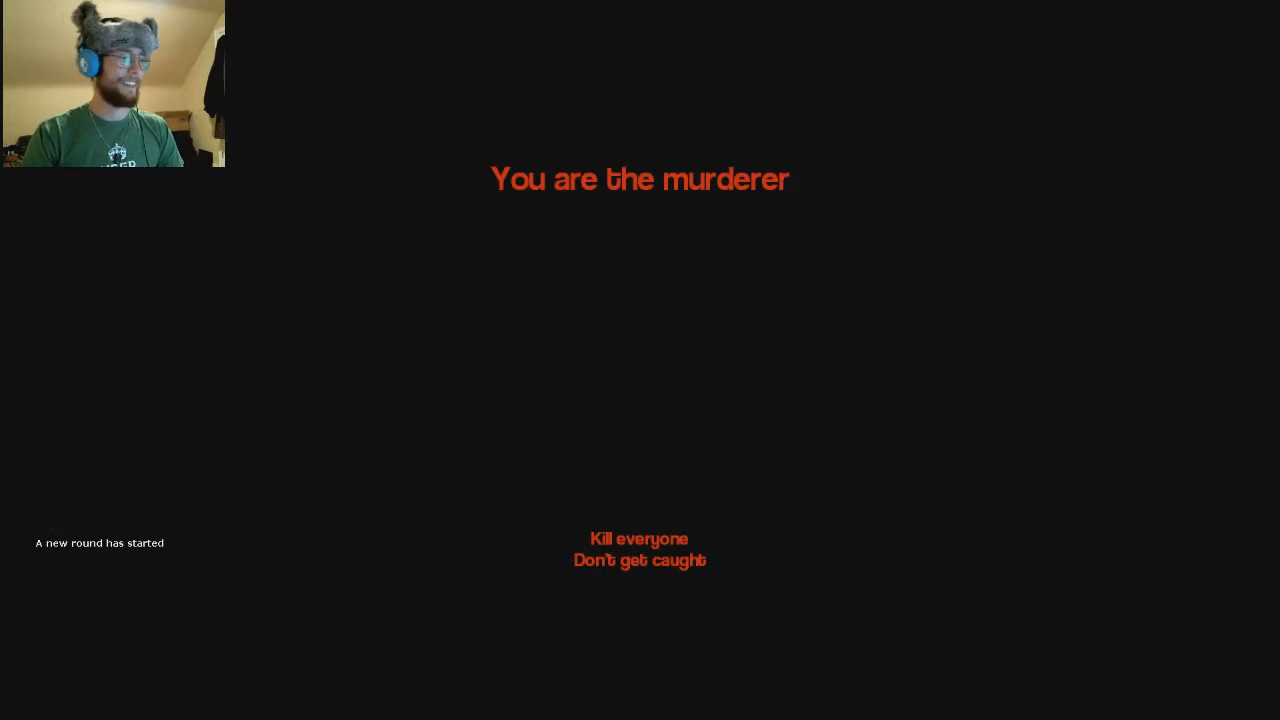 You are the murderer
A new round has started
Kill everyone
Don't get caught